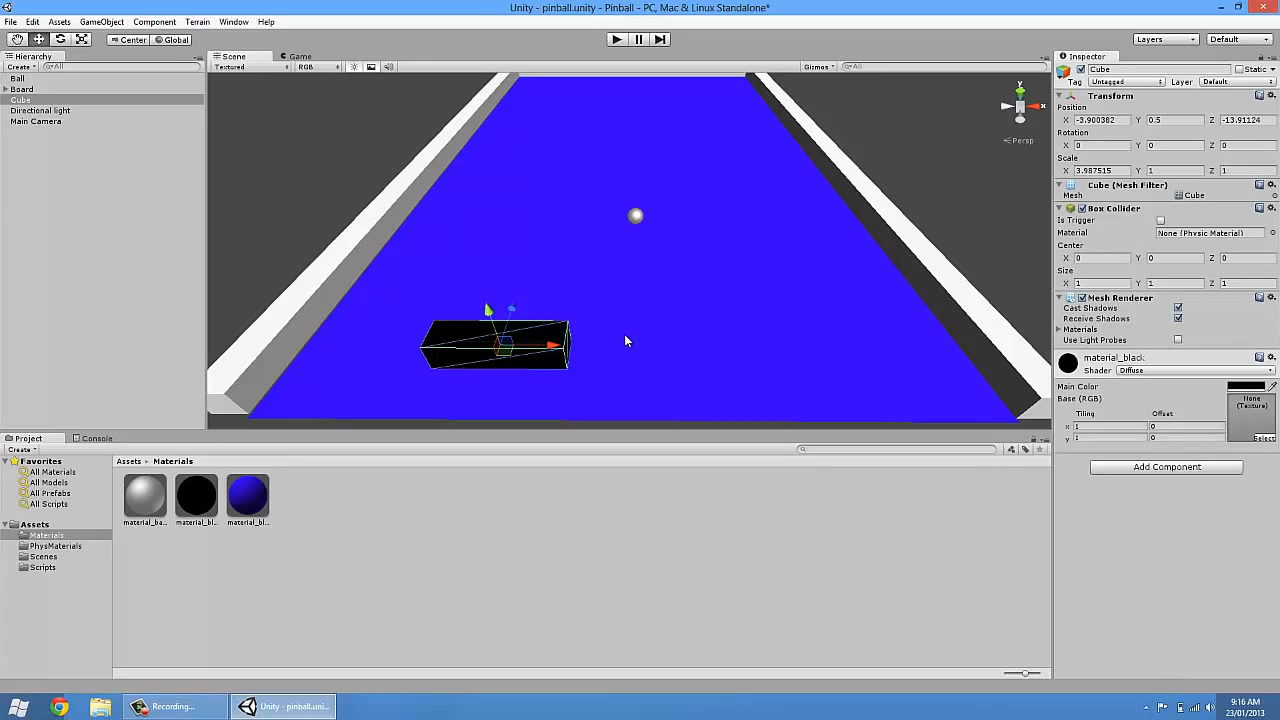 Unity - pinball.unity - Pinball - PC, Mac & Linux Standalone*
File Edit Assets GameObject Component Terrain Window Help
Center Global Layers Default
Hierarchy Scene Game Inspector
Create All Textured RGB Gizmos All Cube Static
Ball Tag Untagged Layer Default
Board Transform
Cube Position
Directional light X -3.900382 Y 0.5 Z -13.91124
Main Camera Rotation
y x Persp X 0 Y 0 Z 0
Scale
X 3.987515 Y 1 Z 1
Cube (Mesh Filter)
Mesh Cube
Box Collider
Is Trigger
Material None (Physic Material)
Center
X 0 Y 0 Z 0
Size
X 1 Y 1 Z 1
Mesh Renderer
Cast Shadows
Receive Shadows
Materials
Use Light Probes
material_black
Shader Diffuse
Main Color
Base (RGB) None (Texture)
Tiling Offset
x 1 0
y 1 0 Select
Add Component
Project Console
Create
Favorites Assets Materials
All Materials
All Models
All Prefabs
All Scripts
material_ba... material_bl... material_bl...
Assets
Materials
PhysMaterials
Scenes
Scripts
Recording... Unity - pinball.uni...
9:16 AM
23/01/2013